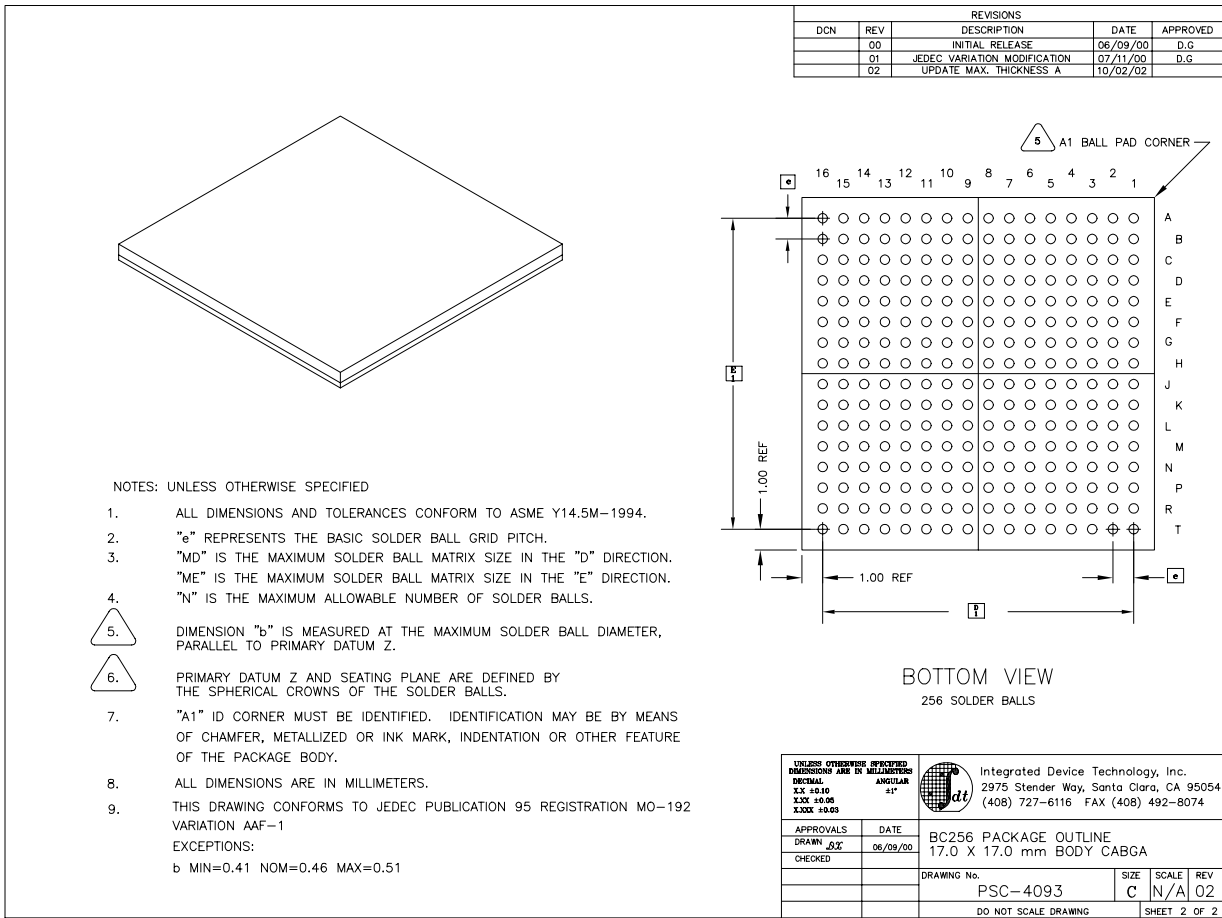 REVISIONS
DCN REV DESCRIPTION DATE APPROVED
00 INITIAL RELEASE 06/09/00 D.G
01 JEDEC VARIATION MODIFICATION 07/11/00 D.G
02 UPDATE MAX. THICKNESS A 10/02/02
5 A1 BALL PAD CORNER
16 15 14 13 12 11 10 9 8 7 6 5 4 3 2 1
e
A
B
C
D
E
F
G
H
J
K
L
M
N
P
R
T
E1
1.00 REF
1.00 REF
e
D1
BOTTOM VIEW
256 SOLDER BALLS
NOTES: UNLESS OTHERWISE SPECIFIED
1. ALL DIMENSIONS AND TOLERANCES CONFORM TO ASME Y14.5M-1994.
2. "e" REPRESENTS THE BASIC SOLDER BALL GRID PITCH.
3. "MD" IS THE MAXIMUM SOLDER BALL MATRIX SIZE IN THE "D" DIRECTION.
"ME" IS THE MAXIMUM SOLDER BALL MATRIX SIZE IN THE "E" DIRECTION.
4. "N" IS THE MAXIMUM ALLOWABLE NUMBER OF SOLDER BALLS.
5. DIMENSION "b" IS MEASURED AT THE MAXIMUM SOLDER BALL DIAMETER,
PARALLEL TO PRIMARY DATUM Z.
6. PRIMARY DATUM Z AND SEATING PLANE ARE DEFINED BY
THE SPHERICAL CROWNS OF THE SOLDER BALLS.
7. "A1" ID CORNER MUST BE IDENTIFIED. IDENTIFICATION MAY BE BY MEANS
OF CHAMFER, METALLIZED OR INK MARK, INDENTATION OR OTHER FEATURE
OF THE PACKAGE BODY.
8. ALL DIMENSIONS ARE IN MILLIMETERS.
9. THIS DRAWING CONFORMS TO JEDEC PUBLICATION 95 REGISTRATION MO-192
VARIATION AAF-1
EXCEPTIONS:
b MIN=0.41 NOM=0.46 MAX=0.51
UNLESS OTHERWISE SPECIFIED
DIMENSIONS ARE IN MILLIMETERS
DECIMAL ANGULAR
X.X ±0.10 ±1°
X.XX ±0.05
X.XXX ±0.03
idt
Integrated Device Technology, Inc.
2975 Stender Way, Santa Clara, CA 95054
(408) 727-6116 FAX (408) 492-8074
APPROVALS DATE
DRAWN 06/09/00
CHECKED
BC256 PACKAGE OUTLINE
17.0 X 17.0 mm BODY CABGA
DRAWING No. SIZE SCALE REV
PSC-4093 C N/A 02
DO NOT SCALE DRAWING SHEET 2 OF 2